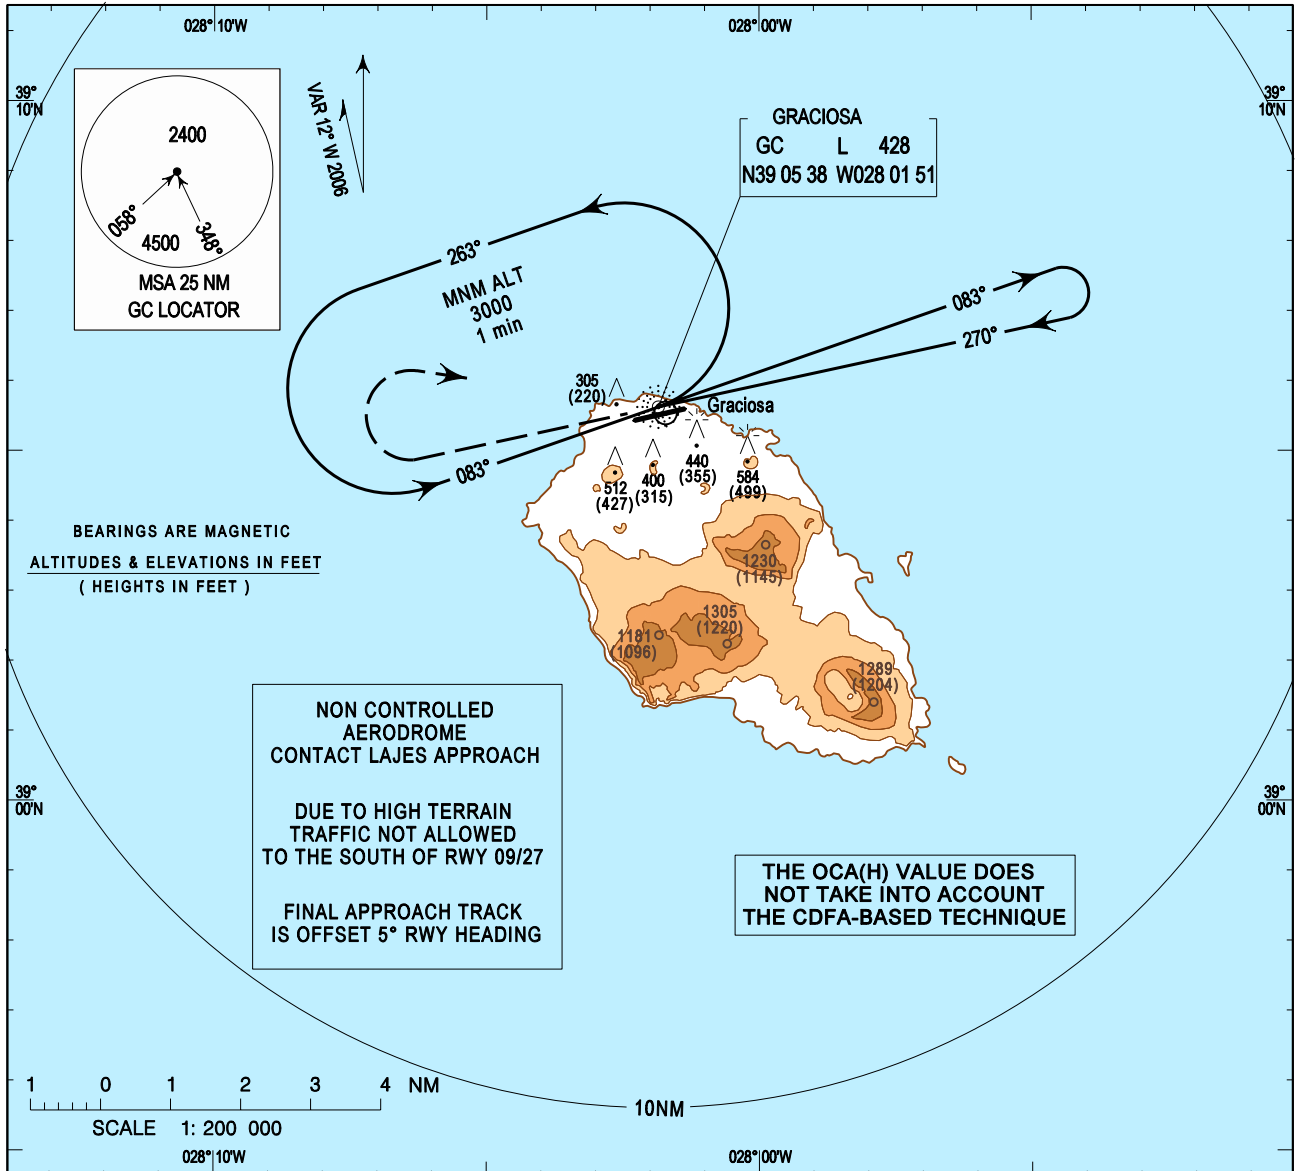 028° 10'W
028° 00'W
39°
10'N
39°
10'N
2400
058°
348°
4500
MSA 25 NM
GC LOCATOR
VAR 12° W 2006
GRACIOSA
GC L 428
N39 05 38 W028 01 51
263°
MNM ALT
3000
1 min
083°
270°
305
(220)
Graciosa
083°
512
(427)
400
(315)
440
(355)
584
(499)
BEARINGS ARE MAGNETIC
ALTITUDES & ELEVATIONS IN FEET
( HEIGHTS IN FEET )
1230
(1145)
1305
(1220)
1181
(1096)
1289
(1204)
NON CONTROLLED
AERODROME
CONTACT LAJES APPROACH
DUE TO HIGH TERRAIN
TRAFFIC NOT ALLOWED
TO THE SOUTH OF RWY 09/27
FINAL APPROACH TRACK
IS OFFSET 5° RWY HEADING
39°
00'N
39°
00'N
THE OCA(H) VALUE DOES
NOT TAKE INTO ACCOUNT
THE CDFA-BASED TECHNIQUE
1 0 1 2 3 4 NM
SCALE 1: 200 000
10NM
028° 10'W
028° 00'W